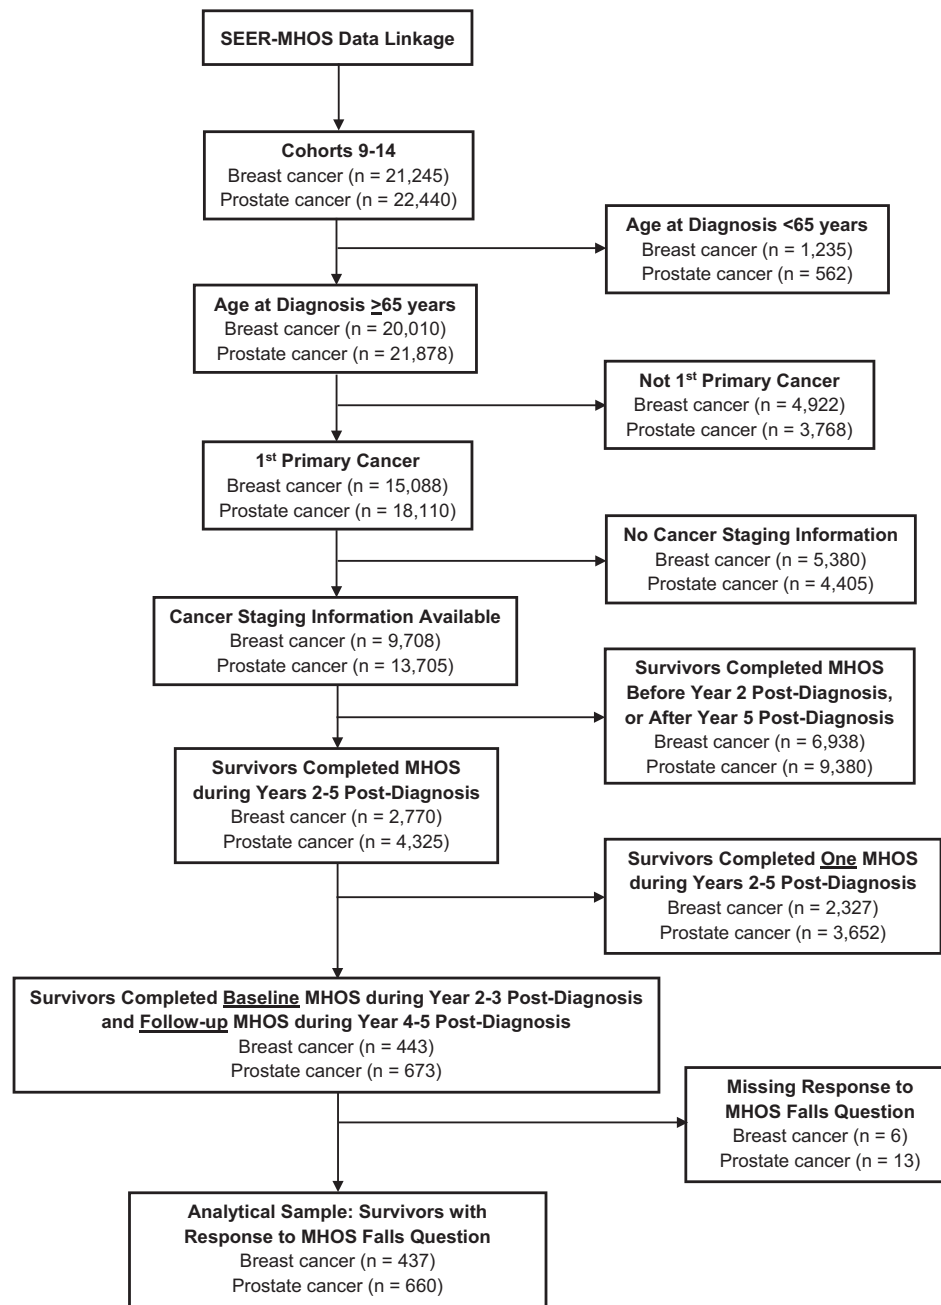 SEER-MHOS Data Linkage
Cohorts 9-14
Breast cancer (n = 21,245)
Prostate cancer (n = 22,440)
Age at Diagnosis <65 years
Breast cancer (n = 1,235)
Prostate cancer (n = 562)
Age at Diagnosis ≥65 years
Breast cancer (n = 20,010)
Prostate cancer (n = 21,878)
Not 1st Primary Cancer
Breast cancer (n = 4,922)
Prostate cancer (n = 3,768)
1st Primary Cancer
Breast cancer (n = 15,088)
Prostate cancer (n = 18,110)
No Cancer Staging Information
Breast cancer (n = 5,380)
Prostate cancer (n = 4,405)
Cancer Staging Information Available
Breast cancer (n = 9,708)
Prostate cancer (n = 13,705)
Survivors Completed MHOS
Before Year 2 Post-Diagnosis,
or After Year 5 Post-Diagnosis
Breast cancer (n = 6,938)
Prostate cancer (n = 9,380)
Survivors Completed MHOS
during Years 2-5 Post-Diagnosis
Breast cancer (n = 2,770)
Prostate cancer (n = 4,325)
Survivors Completed One MHOS
during Years 2-5 Post-Diagnosis
Breast cancer (n = 2,327)
Prostate cancer (n = 3,652)
Survivors Completed Baseline MHOS during Year 2-3 Post-Diagnosis
and Follow-up MHOS during Year 4-5 Post-Diagnosis
Breast cancer (n = 443)
Prostate cancer (n = 673)
Missing Response to
MHOS Falls Question
Breast cancer (n = 6)
Prostate cancer (n = 13)
Analytical Sample: Survivors with
Response to MHOS Falls Question
Breast cancer (n = 437)
Prostate cancer (n = 660)